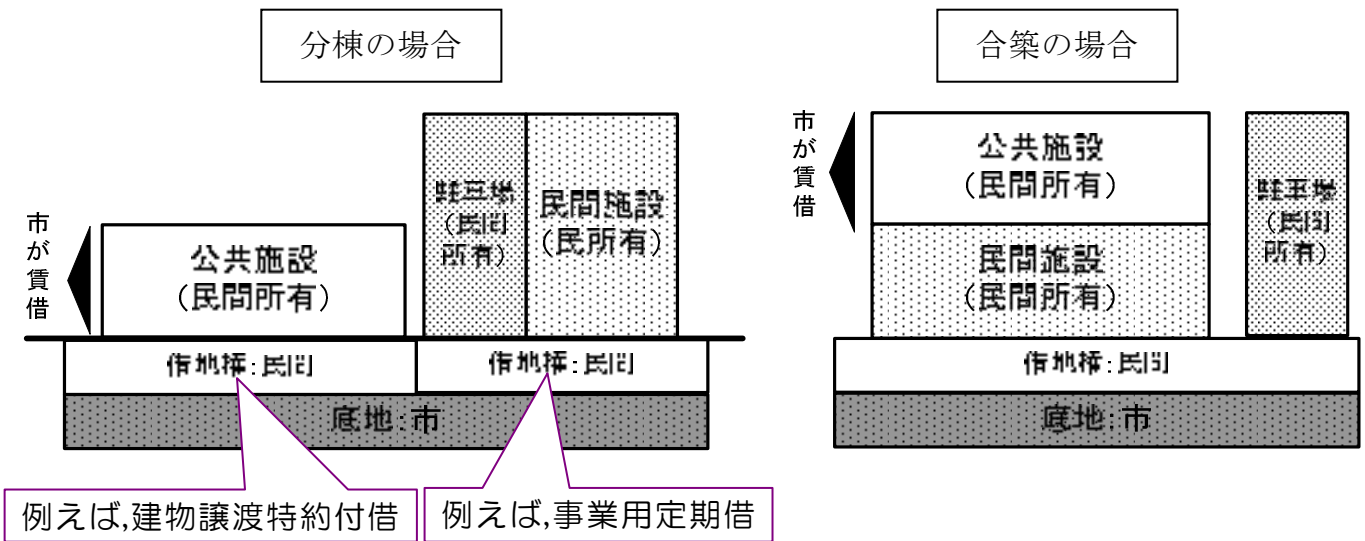 分棟の場合
市が賃借
公共施設
(民間所有)
駐車場
(民間
所有)
民間施設
(民所有)
借地権:民間
借地権:民間
底地:市
例えば,建物譲渡特約付借
例えば,事業用定期借
合築の場合
市が賃借
公共施設
(民間所有)
民間施設
(民間所有)
駐車場
(民間
所有)
借地権:民間
底地:市